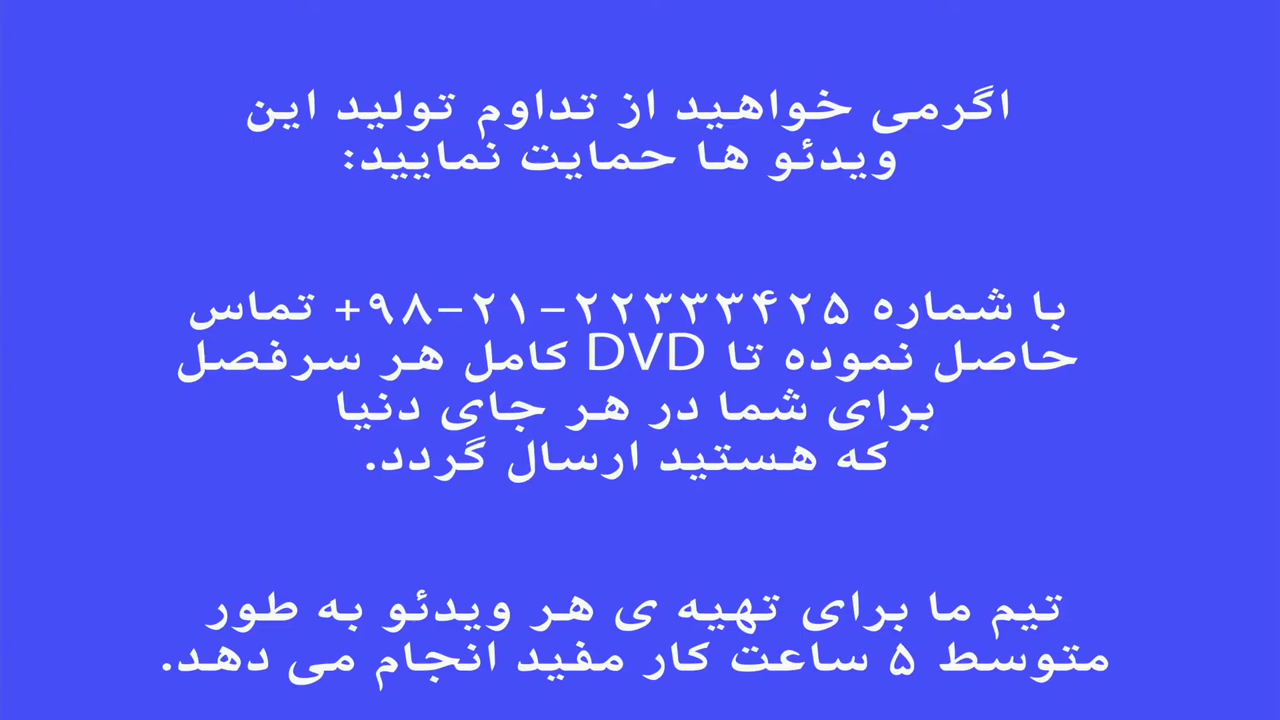 اگرمی خواهید از تداوم تولید این
ویدئو ها حمایت نمایید:
با شماره ۲۲۳۳۳۴۲۵-۲۱-۹۸+ تماس
حاصل نموده تا DVD کامل هر سرفصل
برای شما در هر جای دنیا
که هستید ارسال گردد.
تیم ما برای تهیه ی هر ویدئو به طور
متوسط ۵ ساعت کار مفید انجام می دهد.